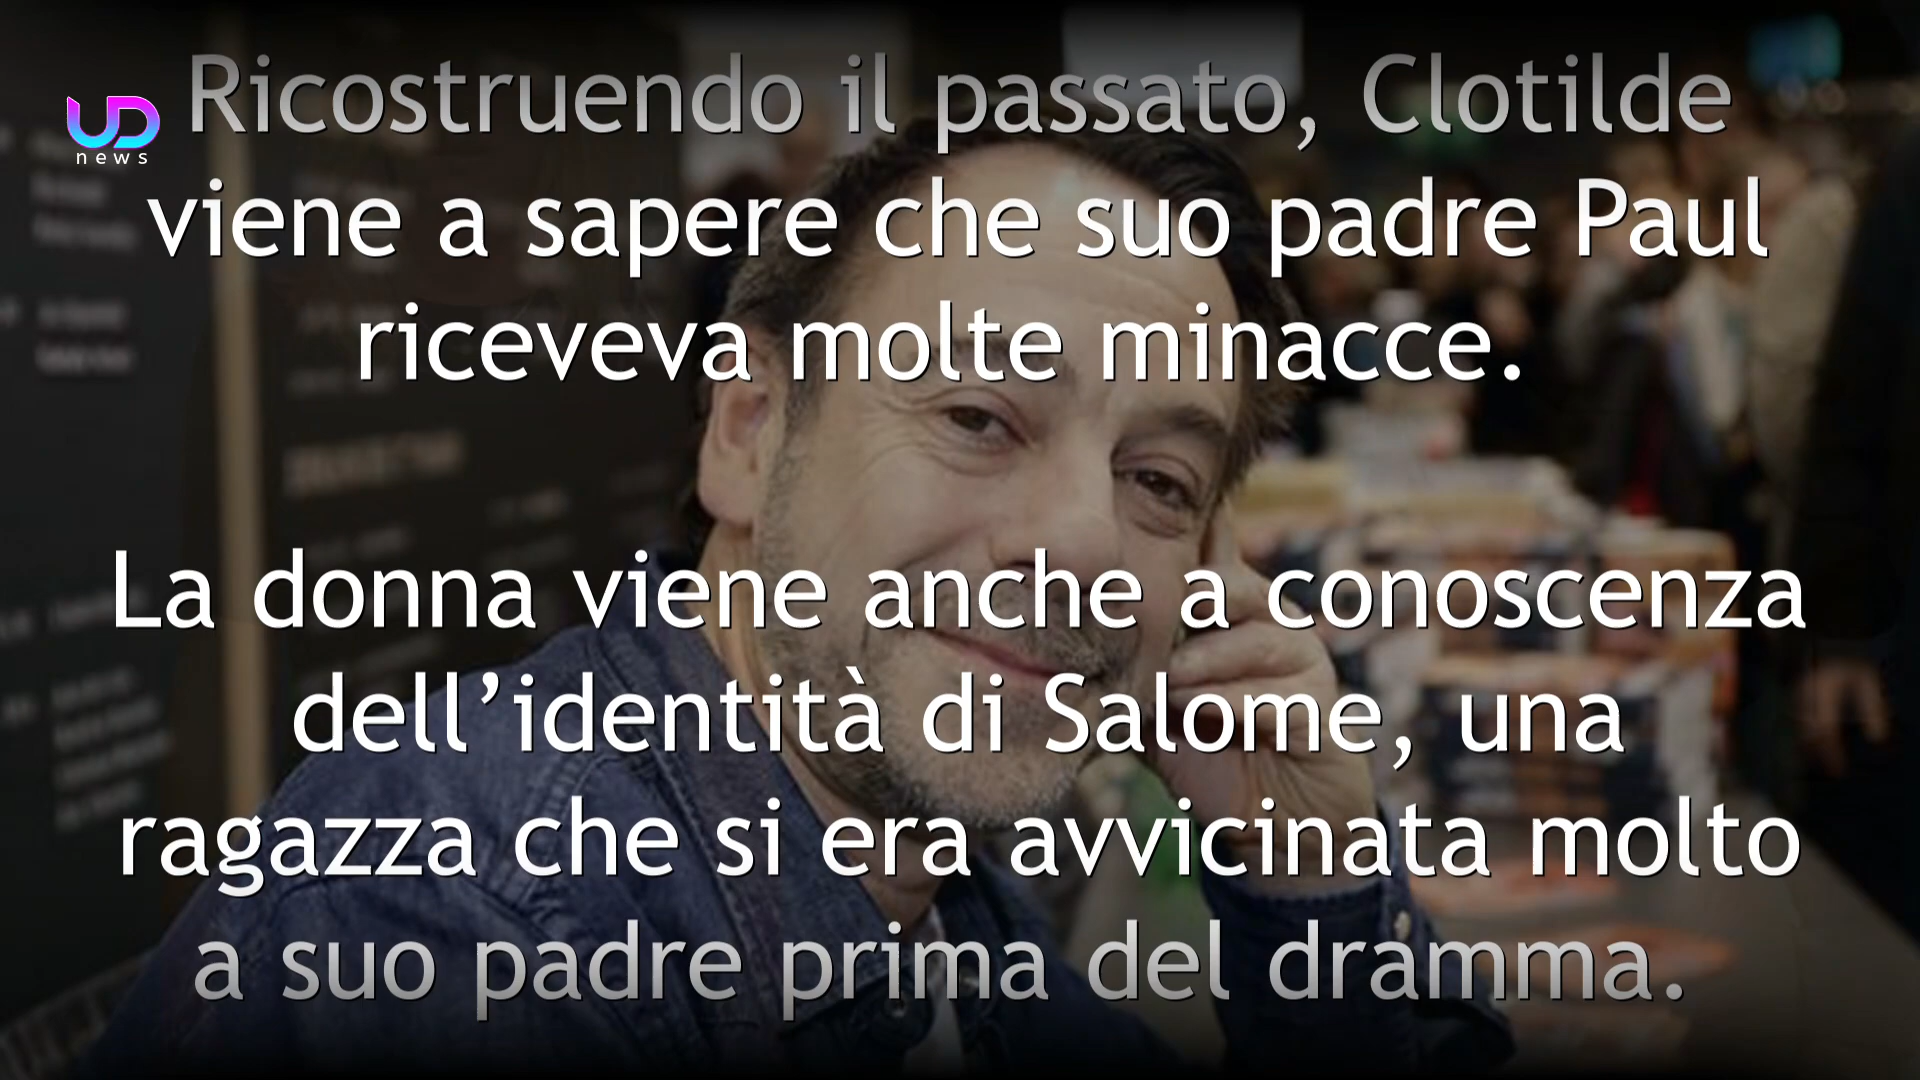 Ricostruendo il passato, Clotilde
UD
news
viene a sapere che suo padre Paul
riceveva molte minacce.
La donna viene anche a conoscenza
dell’identità di Salome, una
ragazza che si era avvicinata molto
a suo padre prima del dramma.